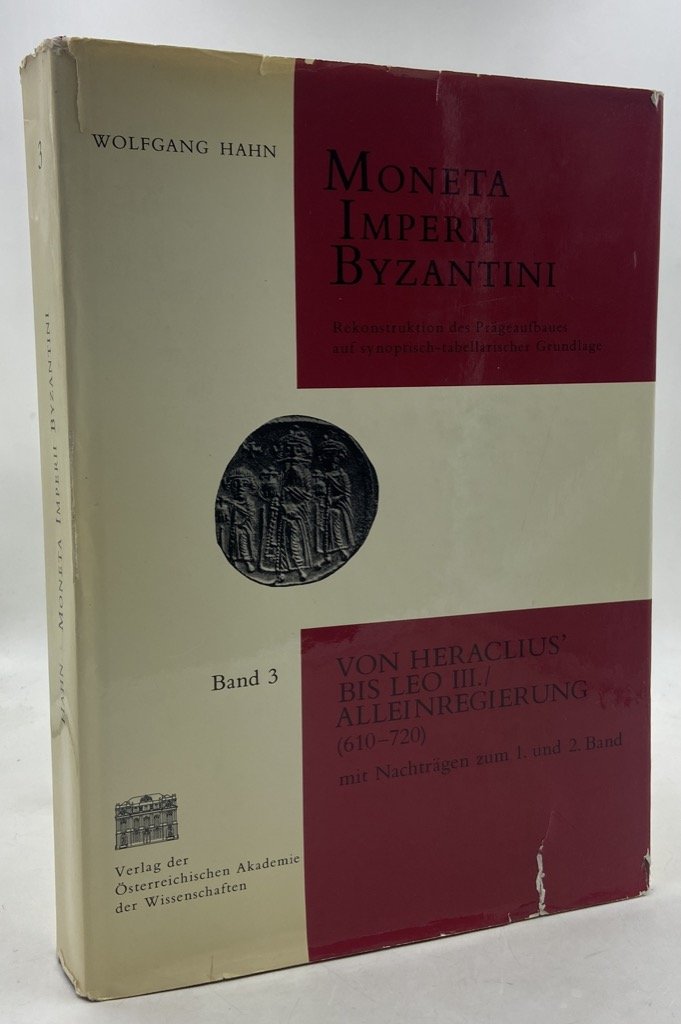 WOLFGANG HAHN
MONETA
IMPERII
BYZANTINI
Rekonstruktion des Prägeaufbaues
auf synoptisch-tabellarischer Grundlage
Band 3
VON HERACLIUS'
BIS LEO III./
ALLEINREGIERUNG
(610–720)
mit Nachträgen zum 1. und 2. Band
Verlag der
Österreichischen Akademie
der Wissenschaften
3
HAHN · MONETA IMPERII BYZANTINI